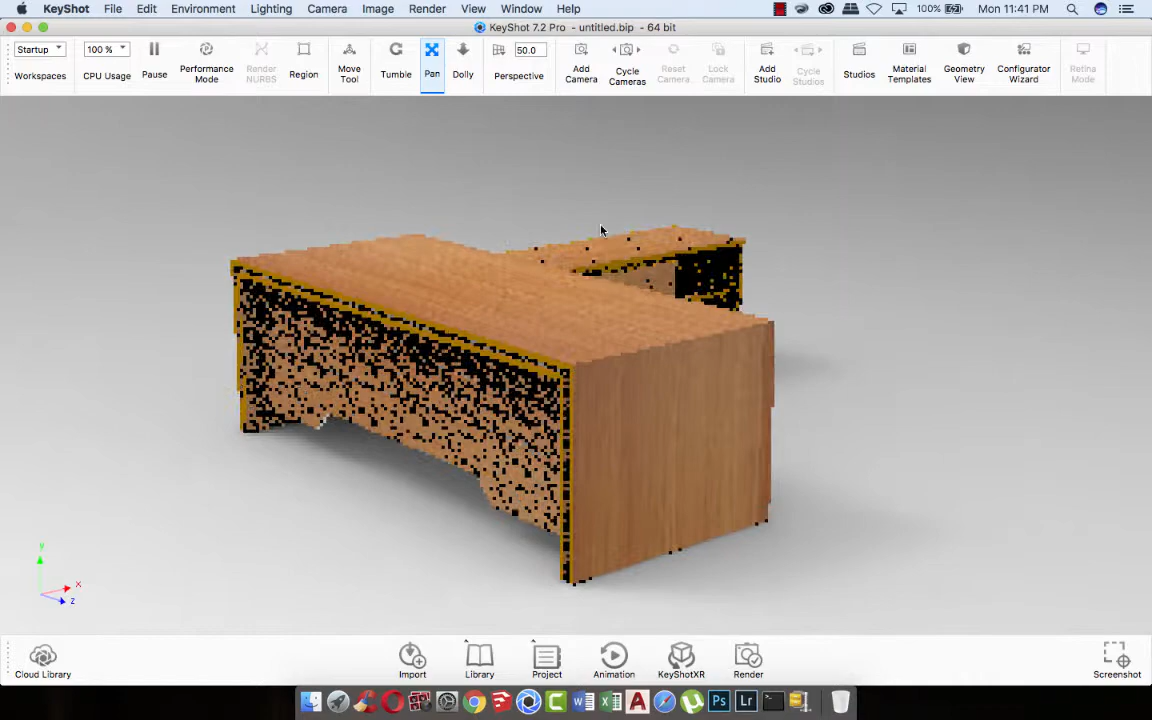 KeyShot File Edit Environment Lighting Camera Image Render View Window Help 100% Mon 11:41 PM
KeyShot 7.2 Pro - untitled.bip - 64 bit
Startup 100 % 50.0
Workspaces CPU Usage Pause Performance Mode Render NURBS Region Move Tool Tumble Pan Dolly Perspective Add Camera Cycle Cameras Reset Camera Lock Camera Add Studio Cycle Studios Studios Material Templates Geometry View Configurator Wizard Retina Mode
Y
X
Z
Cloud Library Import Library Project Animation KeyShotXR Render Screenshot
Ps Lr